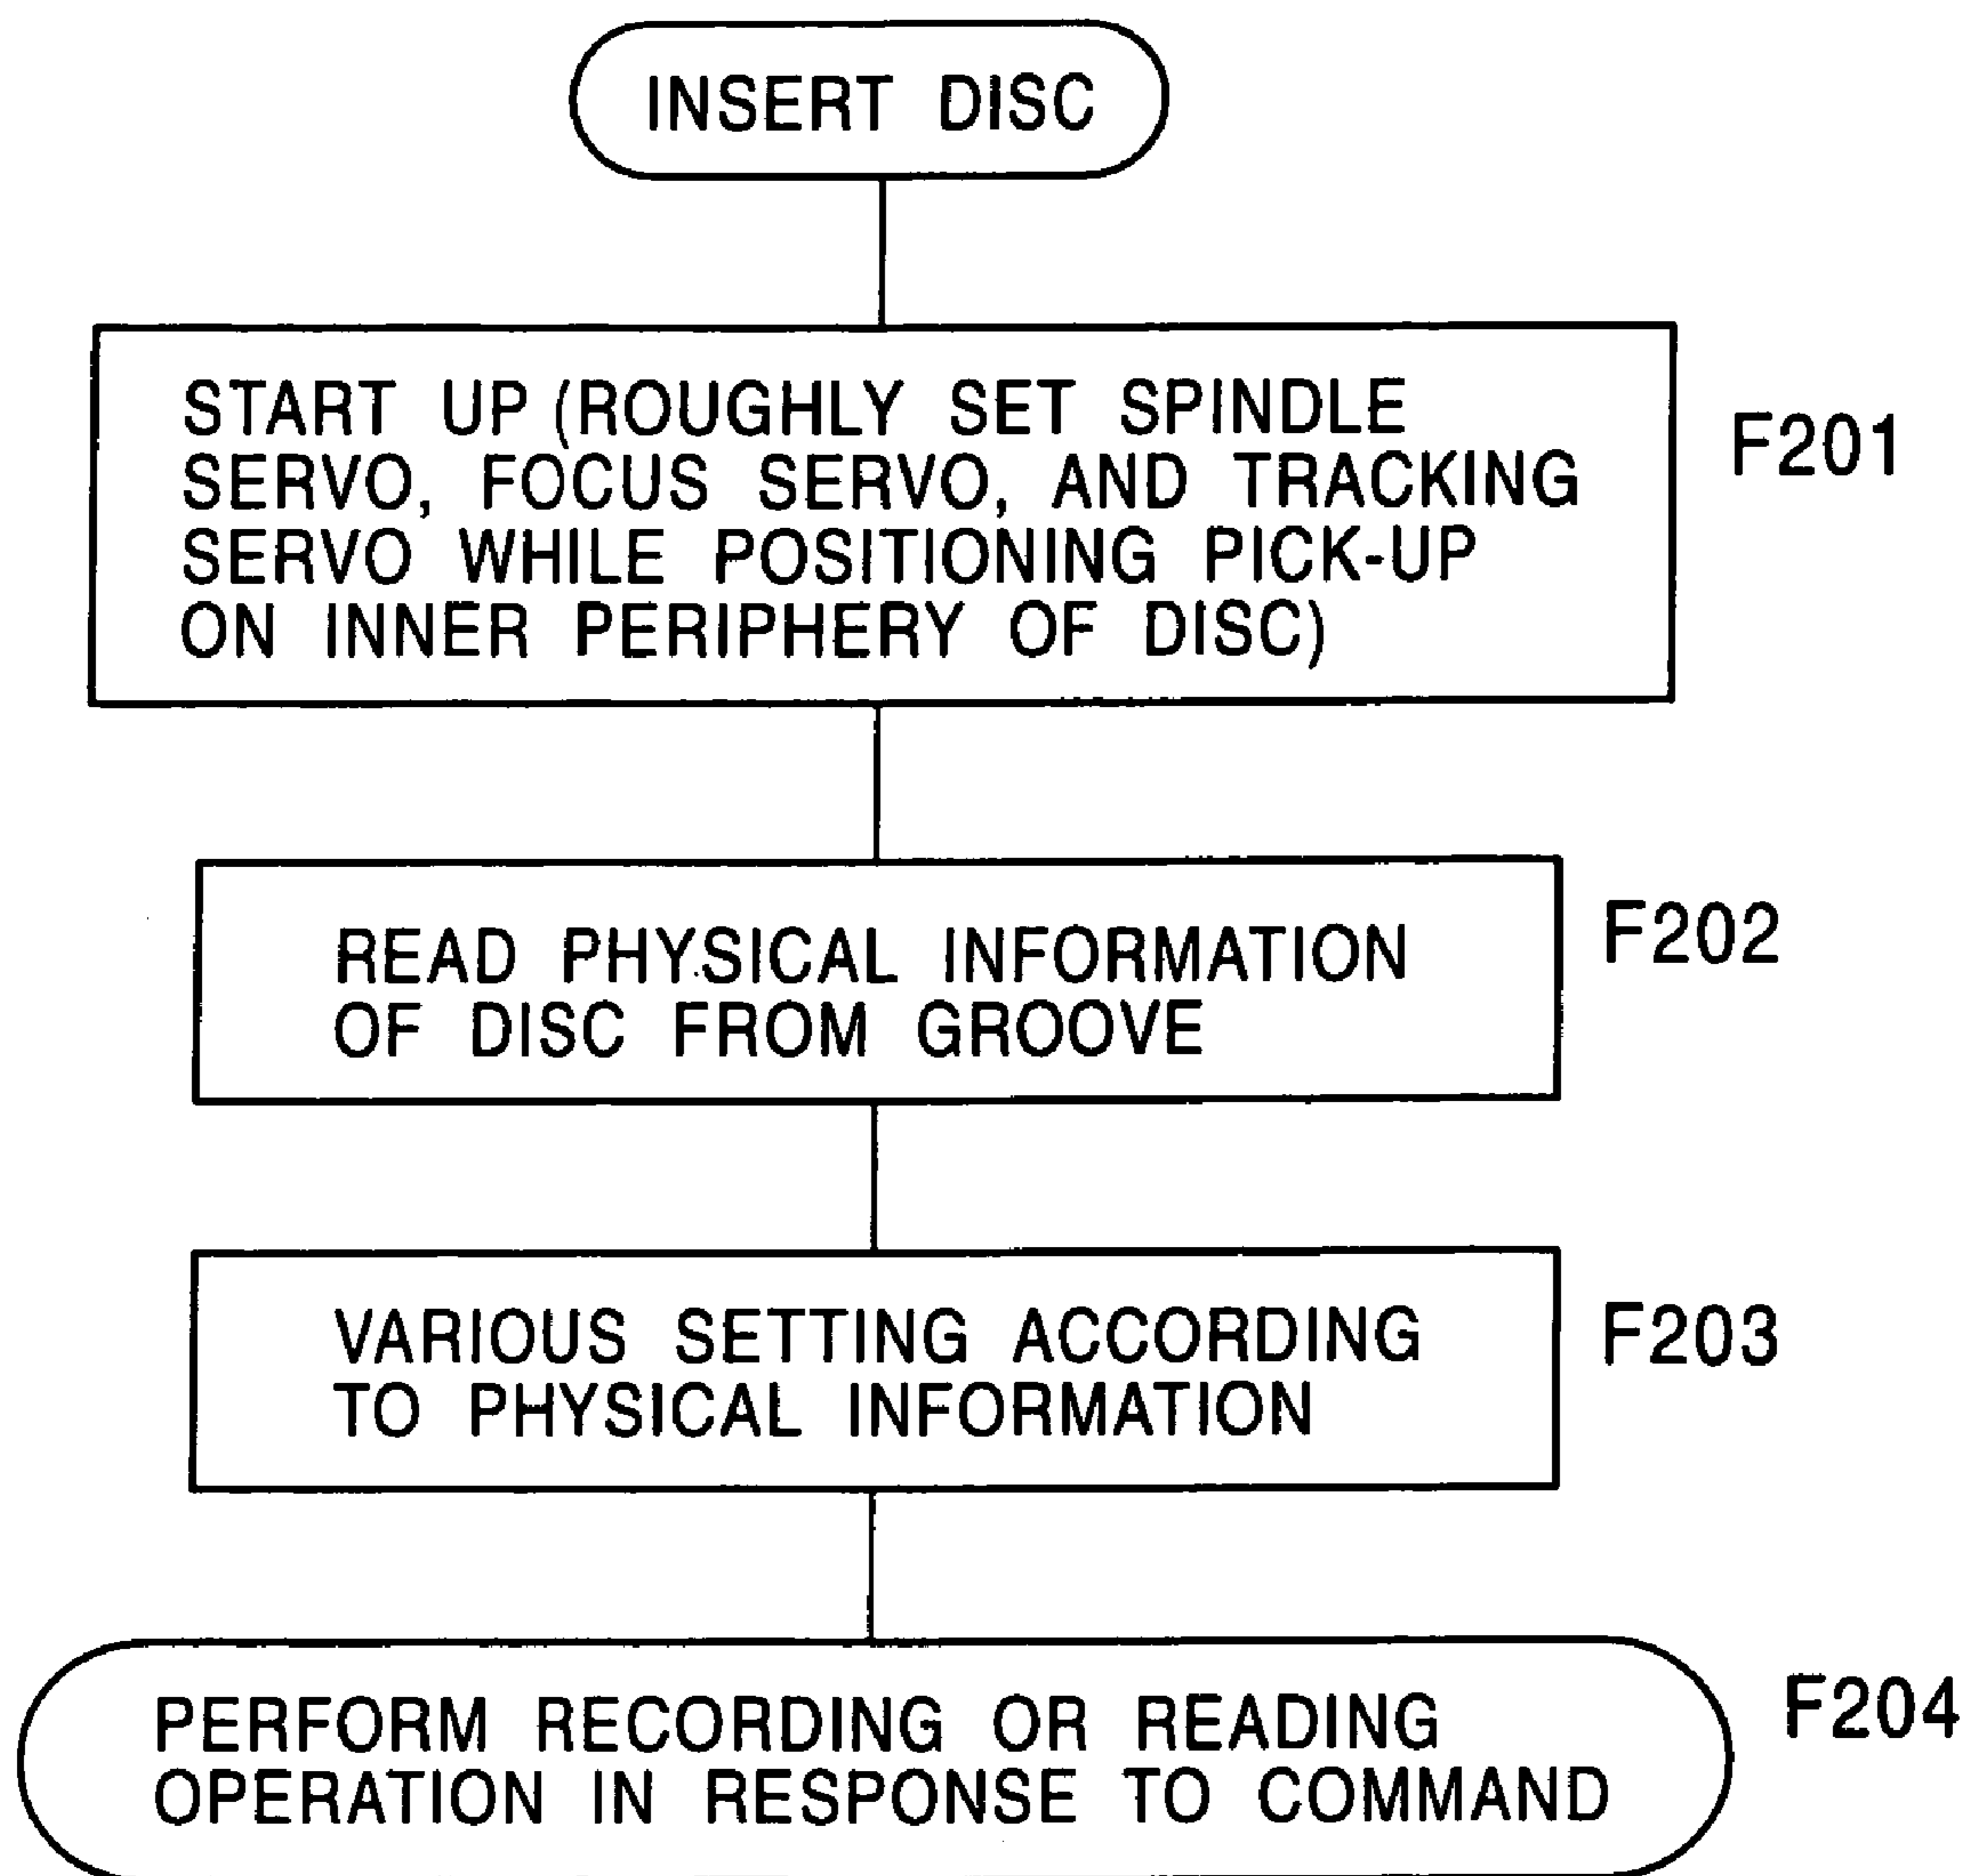 INSERT DISC
START UP (ROUGHLY SET SPINDLE
SERVO, FOCUS SERVO, AND TRACKING
SERVO WHILE POSITIONING PICK-UP
ON INNER PERIPHERY OF DISC)
F201
READ PHYSICAL INFORMATION
OF DISC FROM GROOVE
F202
VARIOUS SETTING ACCORDING
TO PHYSICAL INFORMATION
F203
PERFORM RECORDING OR READING
OPERATION IN RESPONSE TO COMMAND
F204